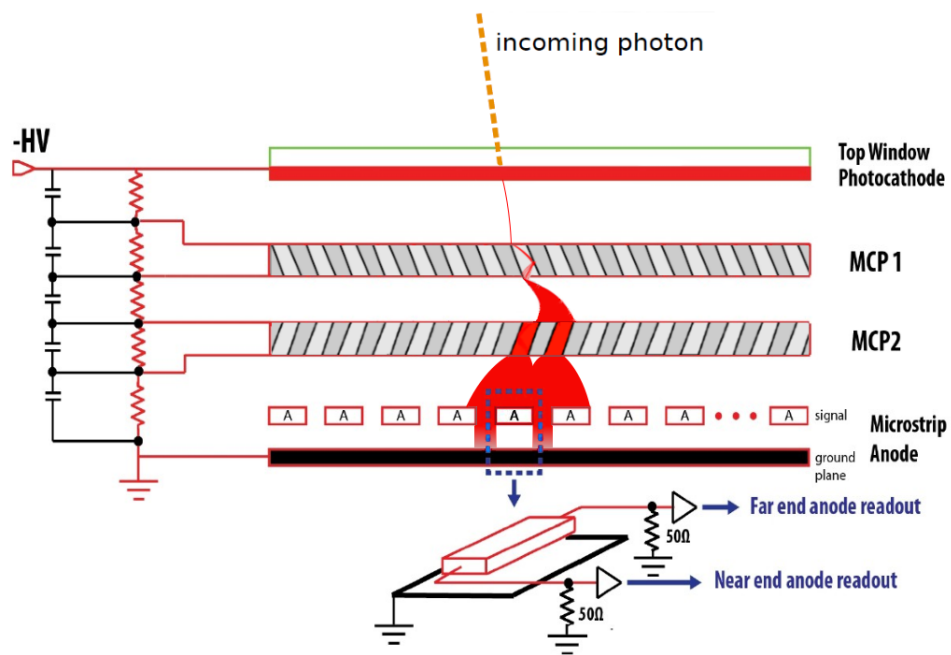 incoming photon
-HV
Top Window
Photocathode
MCP 1
MCP2
A A A A A A A A A
signal
Microstrip
Anode
ground
plane
50Ω
Far end anode readout
Near end anode readout
50Ω